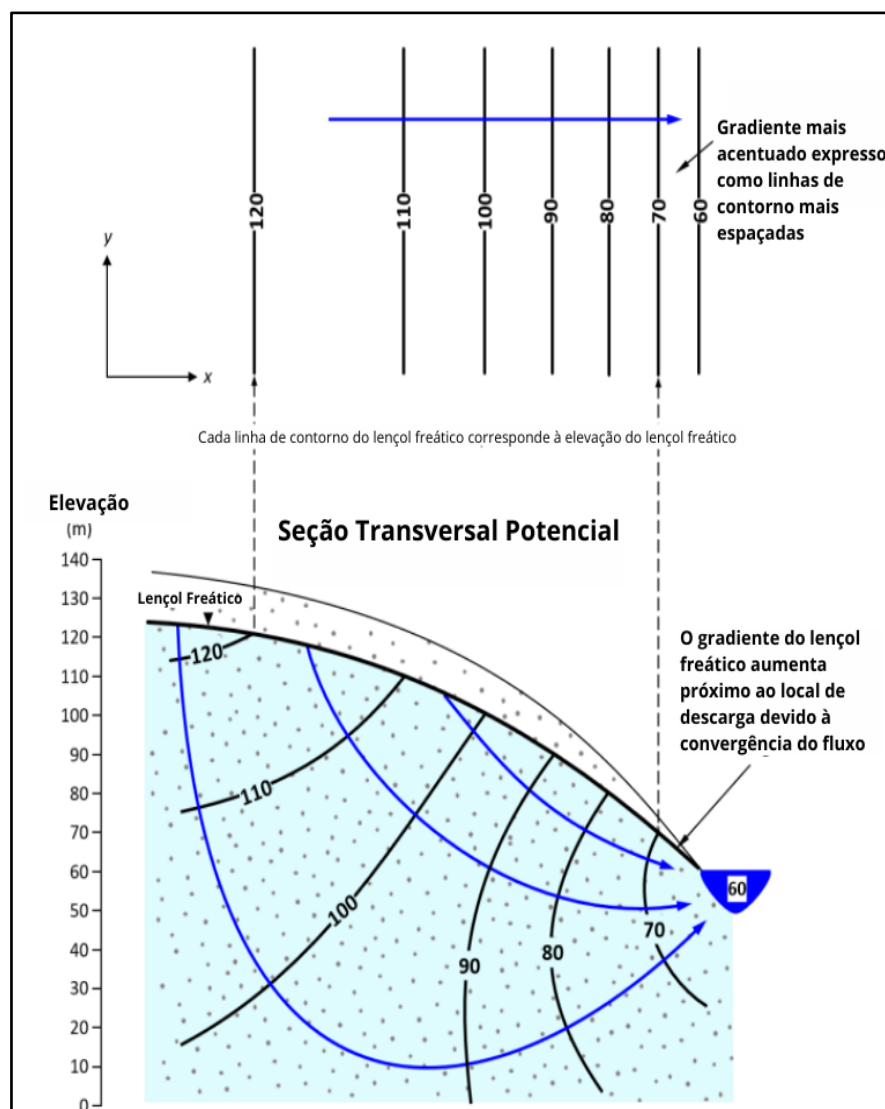 Gradiente mais
acentuado expresso
como linhas de
contorno mais
espaçadas
120
110
100
90
80
70
60
y
x
Cada linha de contorno do lençol freático corresponde à elevação do lençol freático
Elevação
(m)
Seção Transversal Potencial
140
130
120
110
100
90
80
70
60
50
40
30
20
10
0
Lençol Freático
120
110
100
90
80
70
60
O gradiente do lençol
freático aumenta
próximo ao local de
descarga devido à
convergência do fluxo